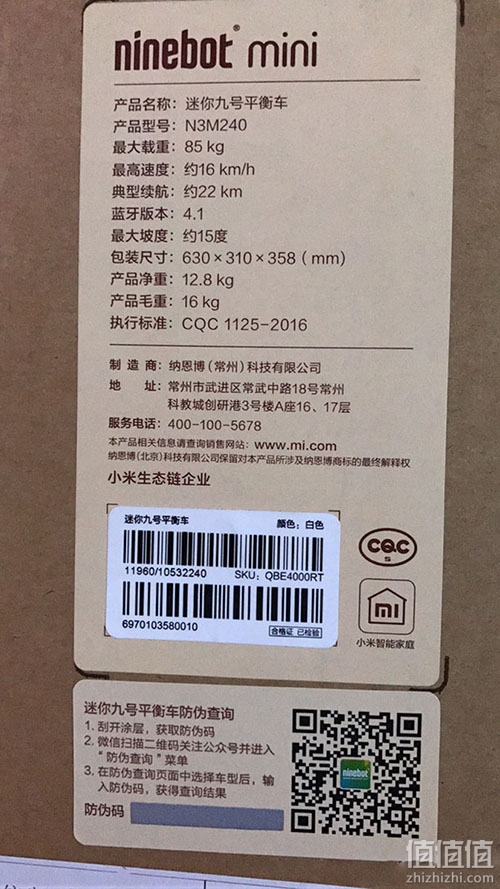 ninebot® mini
产品名称：迷你九号平衡车
产品型号：N3M240
最大载重：85 kg
最高速度：约16 km/h
典型续航：约22 km
蓝牙版本：4.1
最大坡度：约15度
包装尺寸：630×310×358（mm）
产品净重：12.8 kg
产品毛重：16 kg
执行标准：CQC 1125-2016
制 造 商：纳恩博（常州）科技有限公司
地　　址：常州市武进区常武中路18号常州
科教城创研港3号楼A座16、17层
服务电话：400-100-5678
本产品相关信息请查询销售网站：www.mi.com
纳恩博(北京)科技有限公司保留对本产品所涉及纳恩博商标的最终解释权
小米生态链企业
迷你九号平衡车 颜色：白色
11960/10532240 SKU：QBE4000RT
6970103580010 合格证 已检验
CQC
S
MI
小米智能家庭
迷你九号平衡车防伪查询
1. 刮开涂层，获取防伪码
2. 微信扫描二维码关注公众号并进入
“防伪查询”菜单
3. 在防伪查询页面中选择车型后，输
入防伪码，获得查询结果
防伪码
ninebot
值值值
zhizhizhi.com